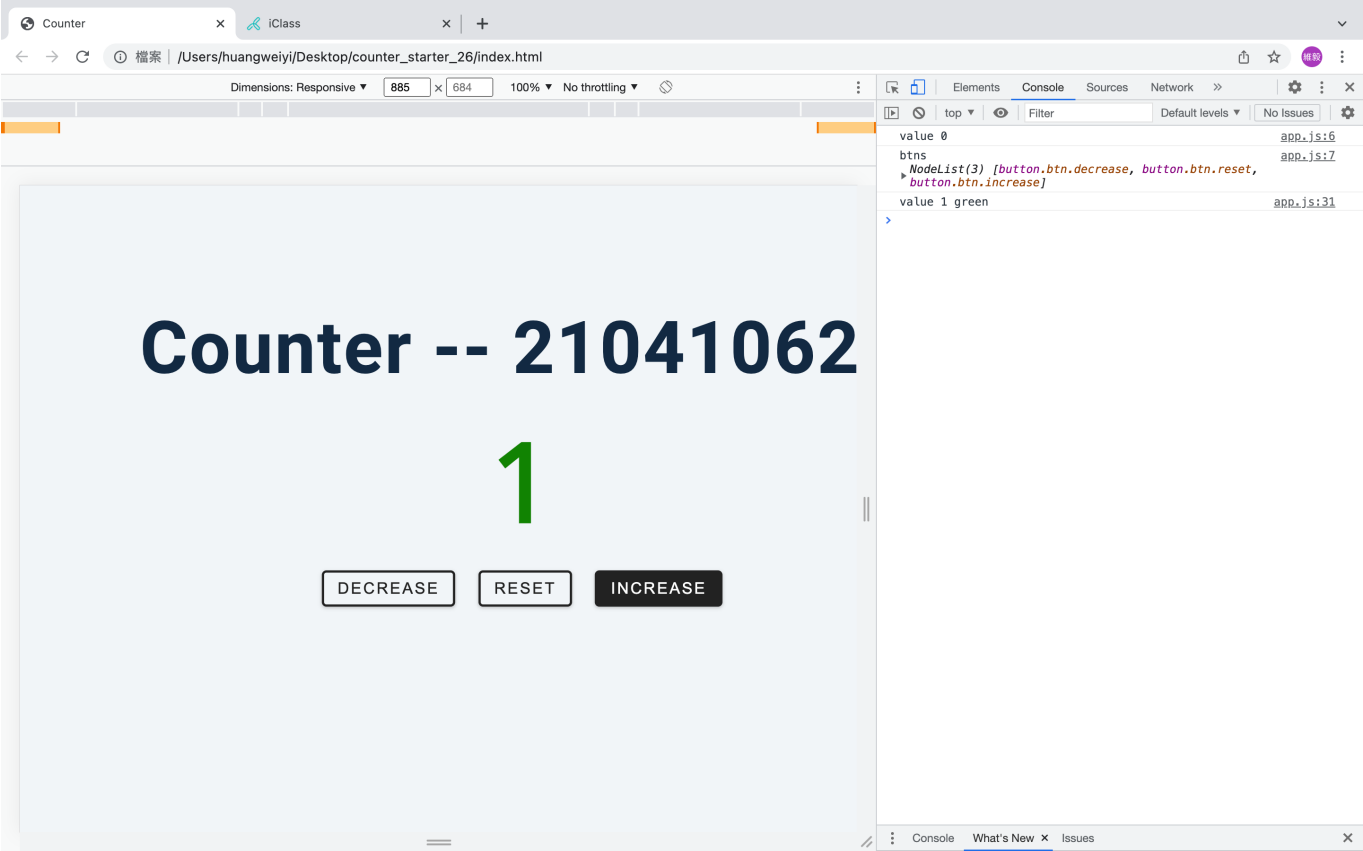 Counter
iClass
檔案 /Users/huangweiyi/Desktop/counter_starter_26/index.html 維毅
Dimensions: Responsive ▼ 885 × 684 100% ▼ No throttling ▼
Elements Console Sources Network »
top ▼ Filter Default levels ▼ No Issues
value 0 app.js:6
btns app.js:7
NodeList(3) [button.btn.decrease, button.btn.reset,
button.btn.increase]
value 1 green app.js:31
Counter -- 21041062
1
DECREASE RESET INCREASE
Console What's New × Issues